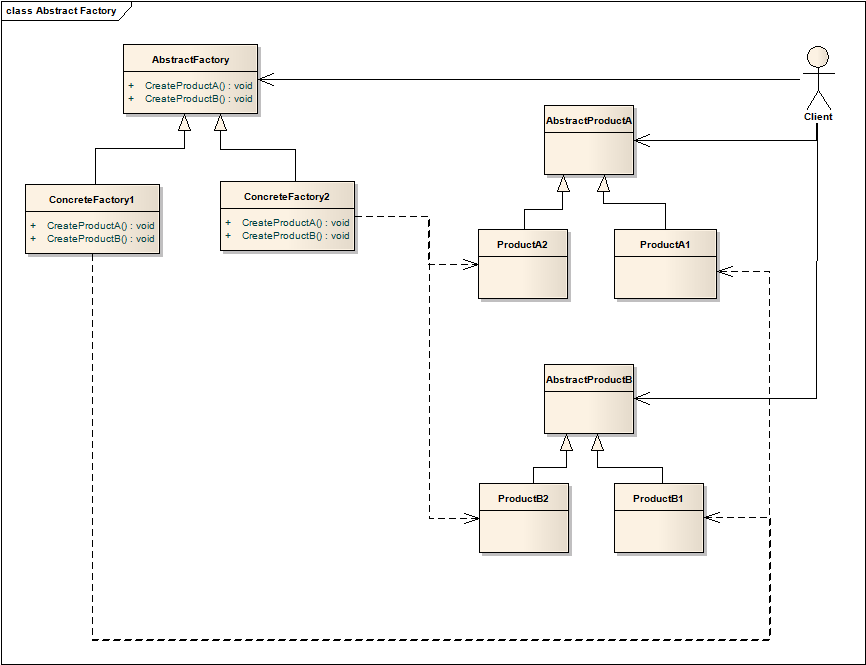 class Abstract Factory
AbstractFactory
+ CreateProductA() : void
+ CreateProductB() : void
Client
AbstractProductA
ConcreteFactory1
+ CreateProductA() : void
+ CreateProductB() : void
ConcreteFactory2
+ CreateProductA() : void
+ CreateProductB() : void
ProductA2
ProductA1
AbstractProductB
ProductB2
ProductB1